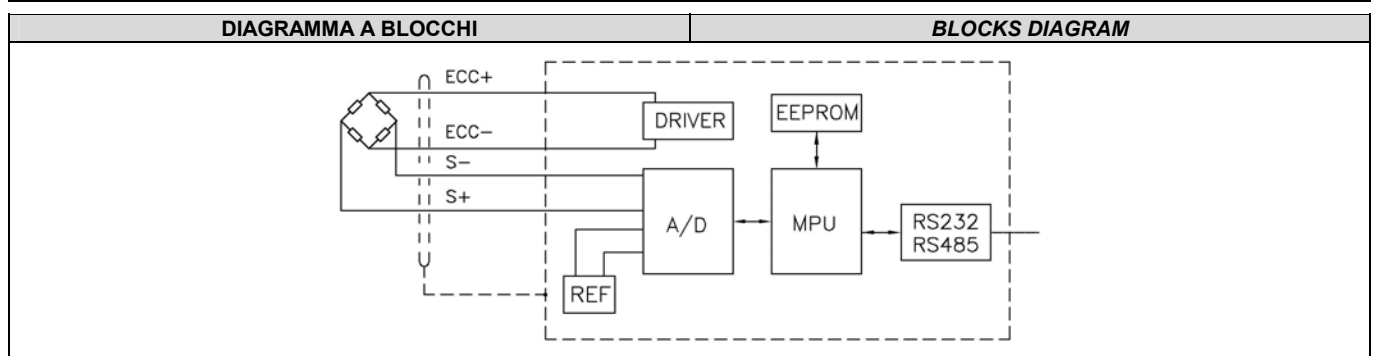 DIAGRAMMA A BLOCCHI
BLOCKS DIAGRAM
ECC+
ECC−
S−
S+
DRIVER
EEPROM
A/D
MPU
RS232
RS485
REF